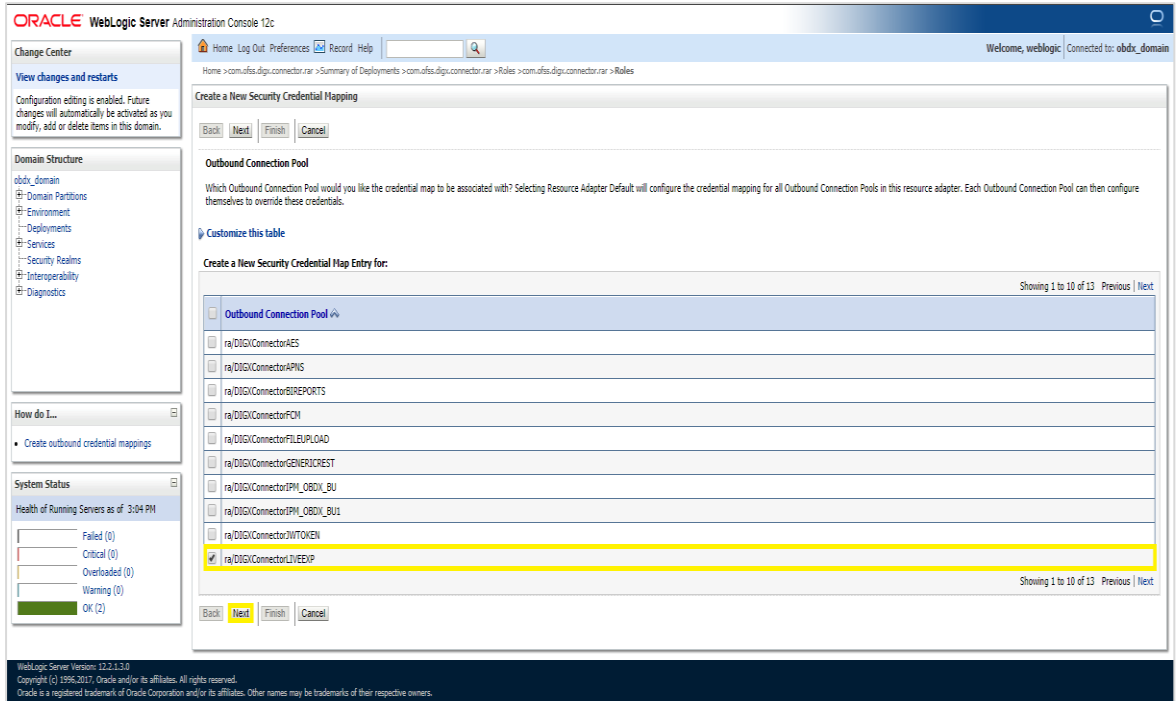 ORACLE WebLogic Server Administration Console 12c
Change Center
View changes and restarts
Configuration editing is enabled. Future
changes will automatically be activated as you
modify, add or delete items in this domain.
Domain Structure
obdx_domain
Domain Partitions
Environment
Deployments
Services
Security Realms
Interoperability
Diagnostics
How do I...
Create outbound credential mappings
System Status
Health of Running Servers as of 3:04 PM
Failed (0)
Critical (0)
Overloaded (0)
Warning (0)
OK (2)
Home Log Out Preferences Record Help
Welcome, weblogic Connected to: obdx_domain
Home >com.ofss.digx.connector.rar >Summary of Deployments >com.ofss.digx.connector.rar >Roles >com.ofss.digx.connector.rar >Roles
Create a New Security Credential Mapping
Back Next Finish Cancel
Outbound Connection Pool
Which Outbound Connection Pool would you like the credential map to be associated with? Selecting Resource Adapter Default will configure the credential mapping for all Outbound Connection Pools in this resource adapter. Each Outbound Connection Pool can then configure
themselves to override these credentials.
Customize this table
Create a New Security Credential Map Entry for:
Showing 1 to 10 of 13 Previous | Next
Outbound Connection Pool
ra/DIGXConnectorAES
ra/DIGXConnectorAPNS
ra/DIGXConnectorBIREPORTS
ra/DIGXConnectorFCM
ra/DIGXConnectorFILEUPLOAD
ra/DIGXConnectorGENERICREST
ra/DIGXConnectorIPM_OBDX_BU
ra/DIGXConnectorIPM_OBDX_BU1
ra/DIGXConnectorJWTOKEN
ra/DIGXConnectorLIVEEXP
Showing 1 to 10 of 13 Previous | Next
Back Next Finish Cancel
WebLogic Server Version: 12.2.1.3.0
Copyright (c) 1996,2017, Oracle and/or its affiliates. All rights reserved.
Oracle is a registered trademark of Oracle Corporation and/or its affiliates. Other names may be trademarks of their respective owners.